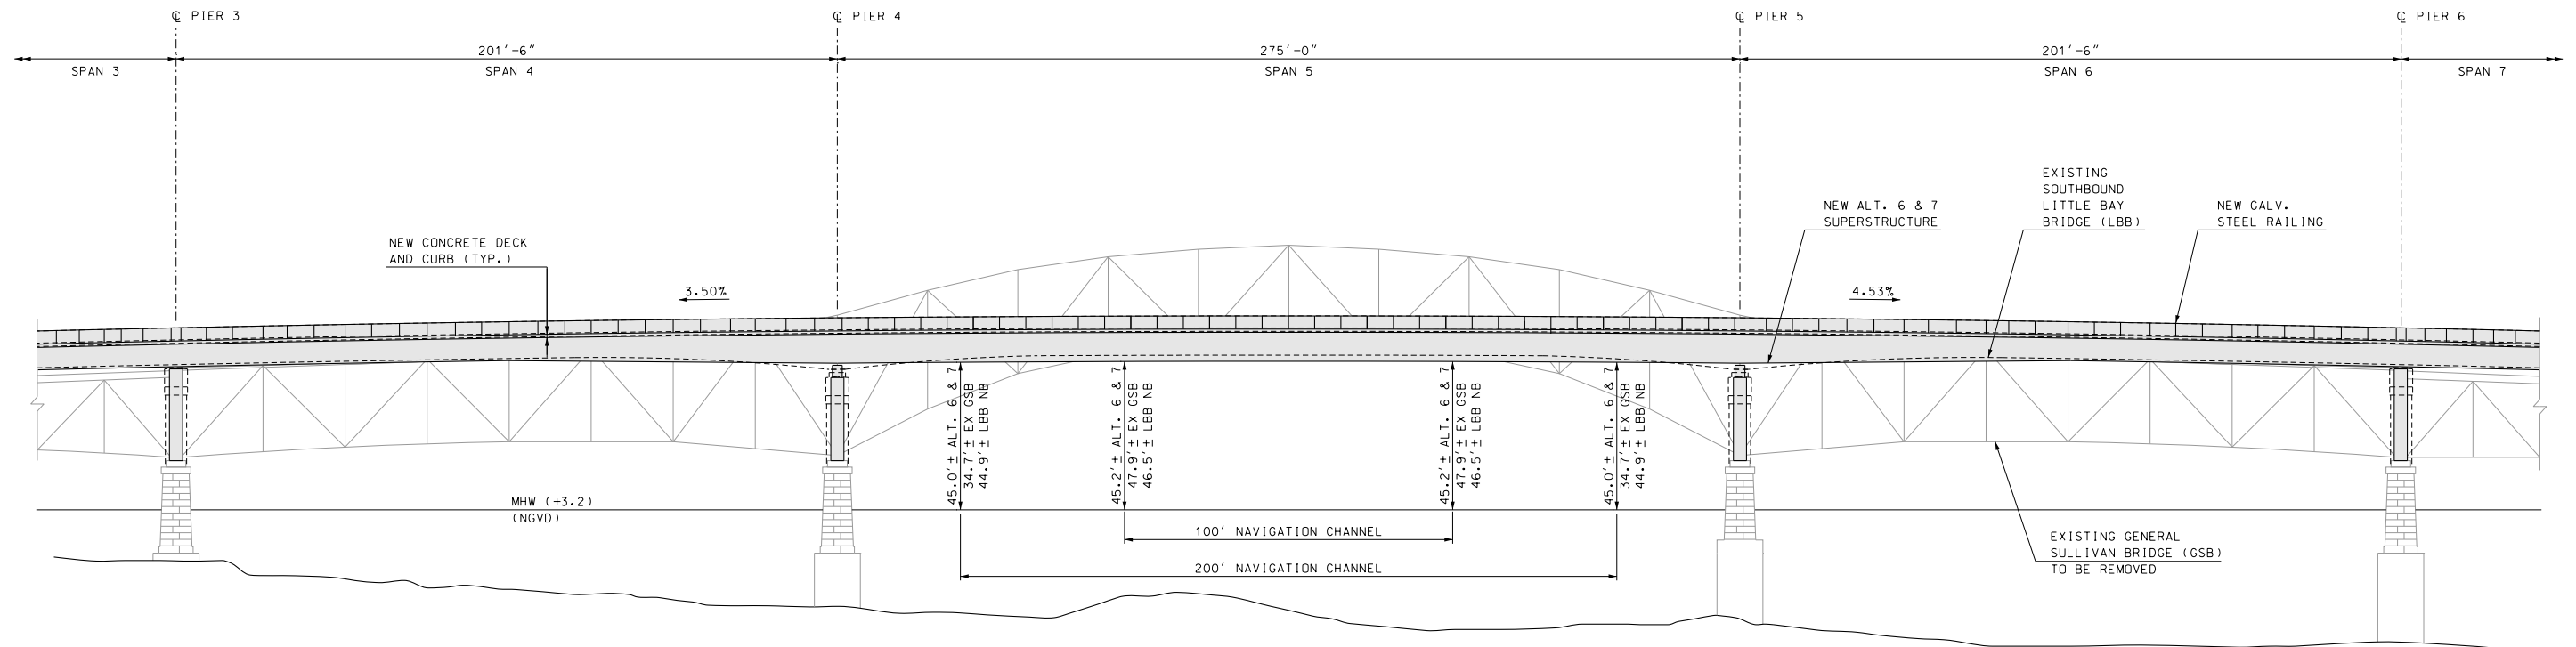 ℄ PIER 3
℄ PIER 4
℄ PIER 5
℄ PIER 6
201'-6"
275'-0"
201'-6"
SPAN 3
SPAN 4
SPAN 5
SPAN 6
SPAN 7
EXISTING
SOUTHBOUND
LITTLE BAY
BRIDGE (LBB)
NEW ALT. 6 & 7
SUPERSTRUCTURE
NEW GALV.
STEEL RAILING
NEW CONCRETE DECK
AND CURB (TYP.)
3.50%
4.53%
45.0'± ALT. 6 & 7
34.7'± EX GSB
44.9'± LBB NB
45.2'± ALT. 6 & 7
47.9'± EX GSB
46.5'± LBB NB
45.2'± ALT. 6 & 7
47.9'± EX GSB
46.5'± LBB NB
45.0'± ALT. 6 & 7
34.7'± EX GSB
44.9'± LBB NB
MHW (+3.2)
(NGVD)
100' NAVIGATION CHANNEL
200' NAVIGATION CHANNEL
EXISTING GENERAL
SULLIVAN BRIDGE (GSB)
TO BE REMOVED